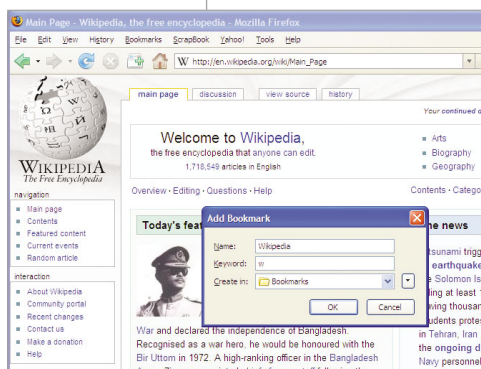 Main Page - Wikipedia, the free encyclopedia - Mozilla Firefox
File Edit View History Bookmarks ScrapBook Yahoo! Tools Help
W http://en.wikipedia.org/wiki/Main_Page
main page discussion view source history
Your continued
Welcome to Wikipedia,
the free encyclopedia that anyone can edit.
1,718,549 articles in English
Arts
Biography
Geography
WIKIPEDIA
The Free Encyclopedia
Overview · Editing · Questions · Help
Contents · Catego
navigation
Main page
Contents
Featured content
Current events
Random article
interaction
About Wikipedia
Community portal
Recent changes
Contact us
Make a donation
Help
Today's feat
Add Bookmark
Name: Wikipedia
Keyword: w
Create in: Bookmarks
OK Cancel
War and declared the independence of Bangladesh.
Recognised as a war hero, he would be honoured with the
Bir Uttom in 1972. A high-ranking officer in the Bangladesh
he news
tsunami trigg
earthquake
e Solomon Is
ing at least
wing thousan
udents protes
in Tehran, Iran
the ongoing d
Navy personnel